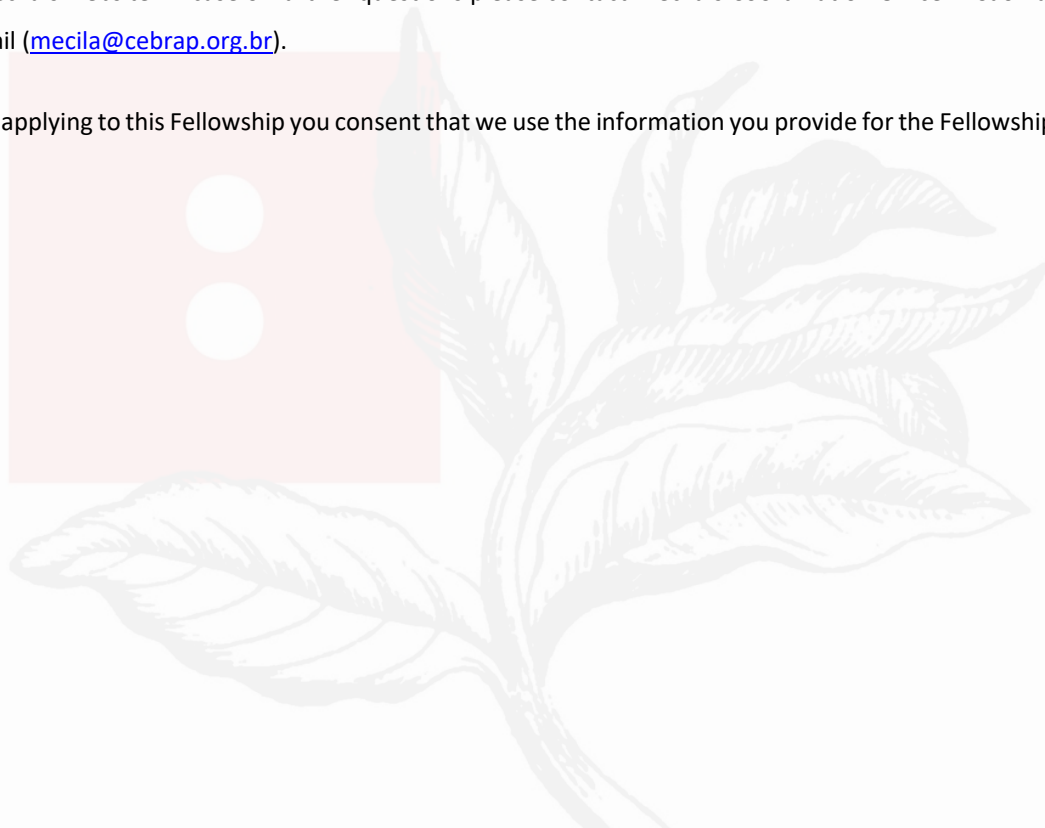 il (mecila@cebrap.org.br).
applying to this Fellowship you consent that we use the information you provide for the Fellowship